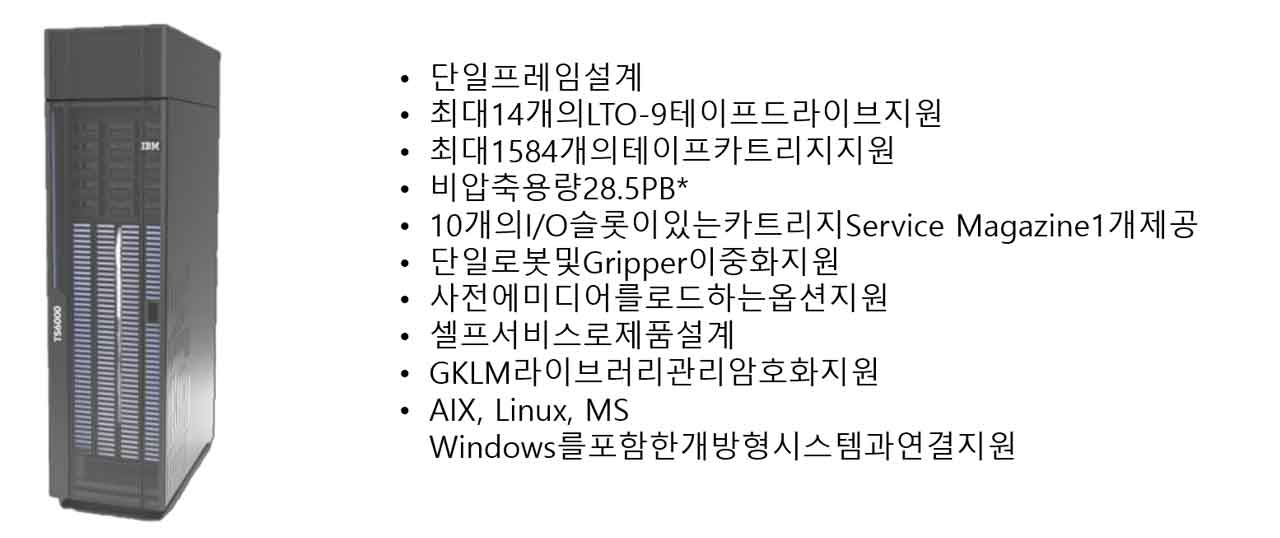 IBM
TS6000
• 단일프레임설계
• 최대14개의LTO-9테이프드라이브지원
• 최대1584개의테이프카트리지지원
• 비압축용량28.5PB*
• 10개의I/O슬롯이있는카트리지Service Magazine1개제공
• 단일로봇및Gripper이중화지원
• 사전에미디어를로드하는옵션지원
• 셀프서비스로제품설계
• GKLM라이브러리관리암호화지원
• AIX, Linux, MS
Windows를포함한개방형시스템과연결지원